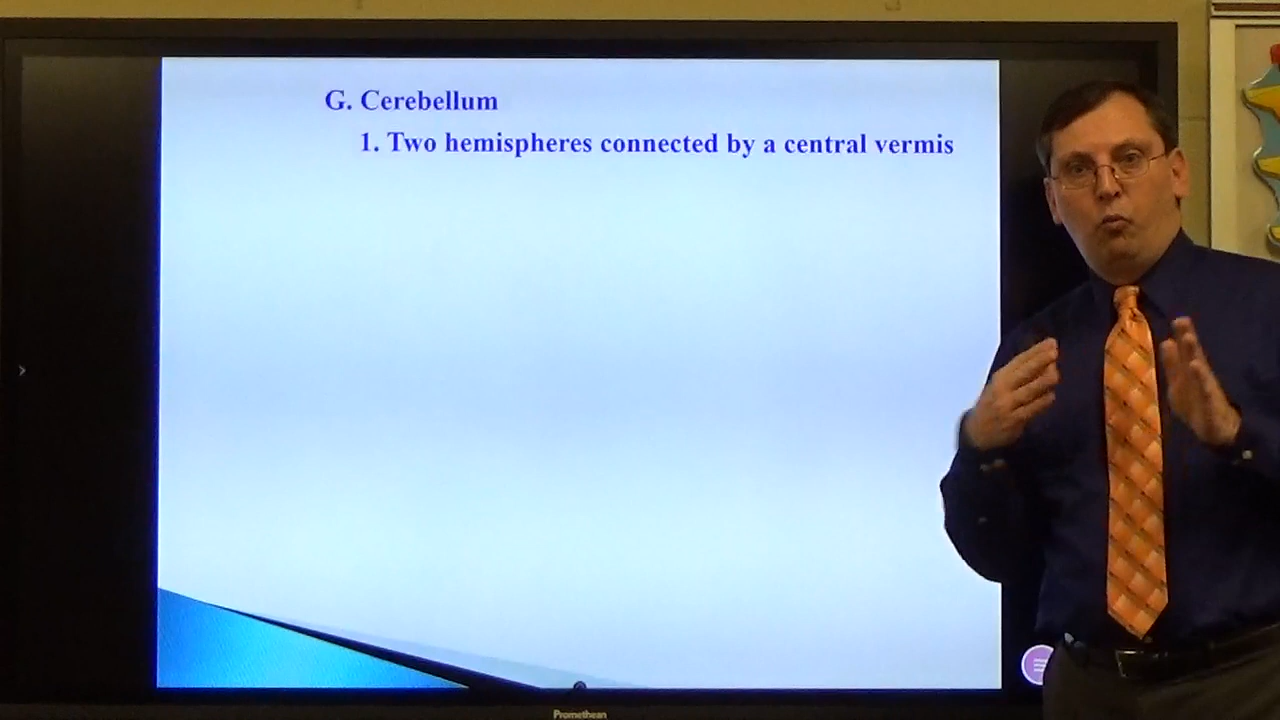 G. Cerebellum
1. Two hemispheres connected by a central vermis
Promethean